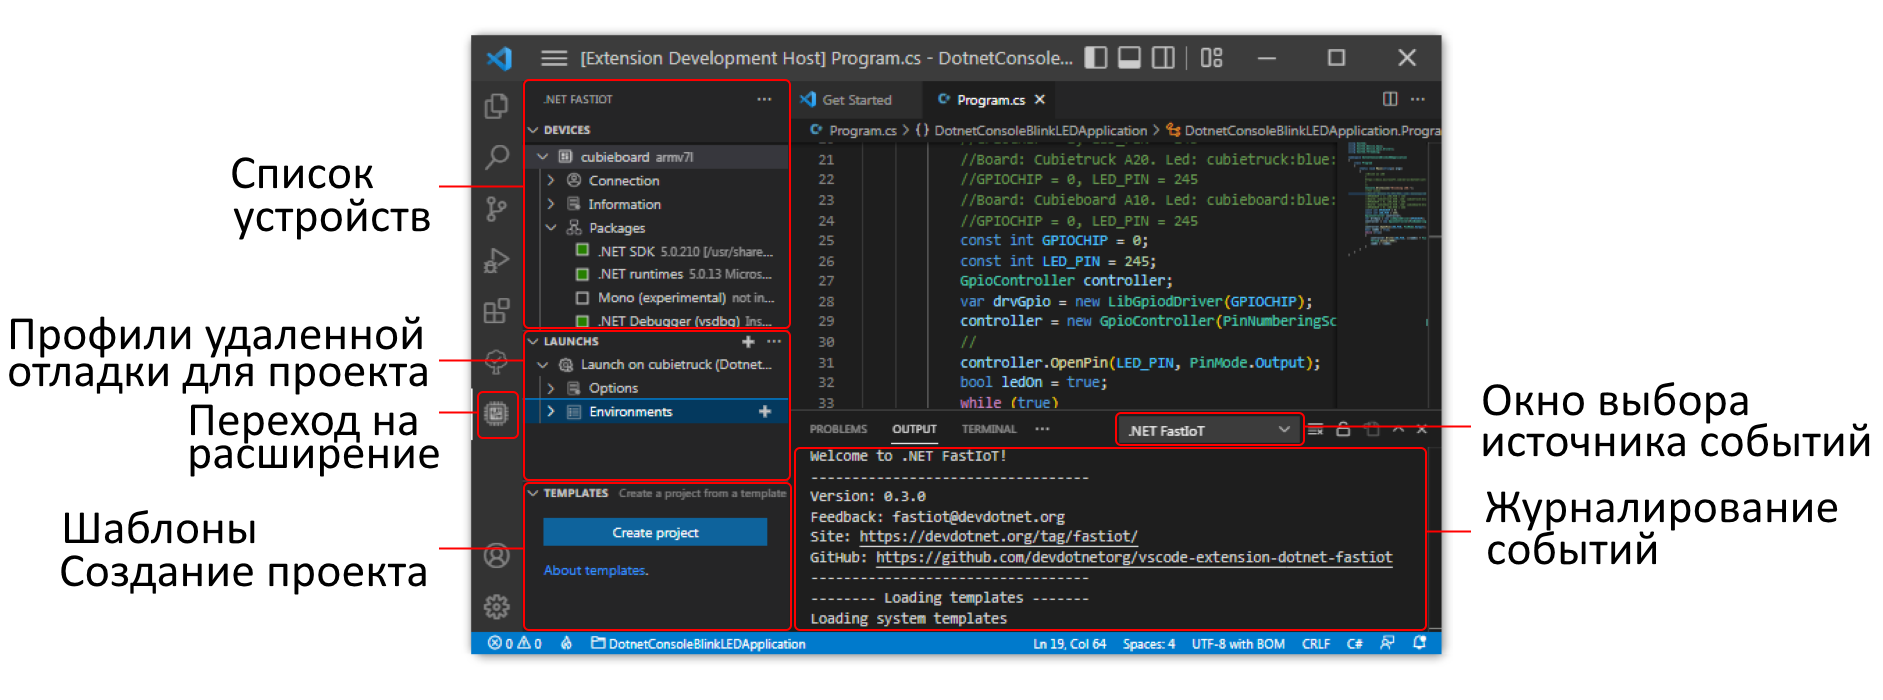 [Extension Development Host] Program.cs - DotnetConsole...
.NET FASTIOT
DEVICES
cubieboard armv7l
Connection
Information
Packages
.NET SDK 5.0.210 [/usr/share...
.NET runtimes 5.0.13 Micros...
Mono (experimental) not in...
.NET Debugger (vsdbg) Ins...
LAUNCHS
Launch on cubietruck (Dotnet...
Options
Environments
TEMPLATES Create a project from a template
Create project
About templates.
Get Started
Program.cs
Program.cs > {} DotnetConsoleBlinkLEDApplication > DotnetConsoleBlinkLEDApplication.Progra
21 //Board: Cubietruck A20. Led: cubietruck:blue:
22 //GPIOCHIP = 0, LED_PIN = 245
23 //Board: Cubieboard A10. Led: cubieboard:blue:
24 //GPIOCHIP = 0, LED_PIN = 245
25 const int GPIOCHIP = 0;
26 const int LED_PIN = 245;
27 GpioController controller;
28 var drvGpio = new LibGpiodDriver(GPIOCHIP);
29 controller = new GpioController(PinNumberingSc
30 //
31 controller.OpenPin(LED_PIN, PinMode.Output);
32 bool ledOn = true;
33 while (true)
PROBLEMS OUTPUT TERMINAL ...
.NET FastIoT
Welcome to .NET FastIoT!
---------------------------------
Version: 0.3.0
Feedback: fastiot@devdotnet.org
Site: https://devdotnet.org/tag/fastiot/
GitHub: https://github.com/devdotnetorg/vscode-extension-dotnet-fastiot
---------------------------------
-------- Loading templates -------
Loading system templates
0 0 DotnetConsoleBlinkLEDApplication
Ln 19, Col 64 Spaces: 4 UTF-8 with BOM CRLF C#
Список
устройств
Профили удаленной
отладки для проекта
Переход на
расширение
Шаблоны
Создание проекта
Окно выбора
источника событий
Журналирование
событий